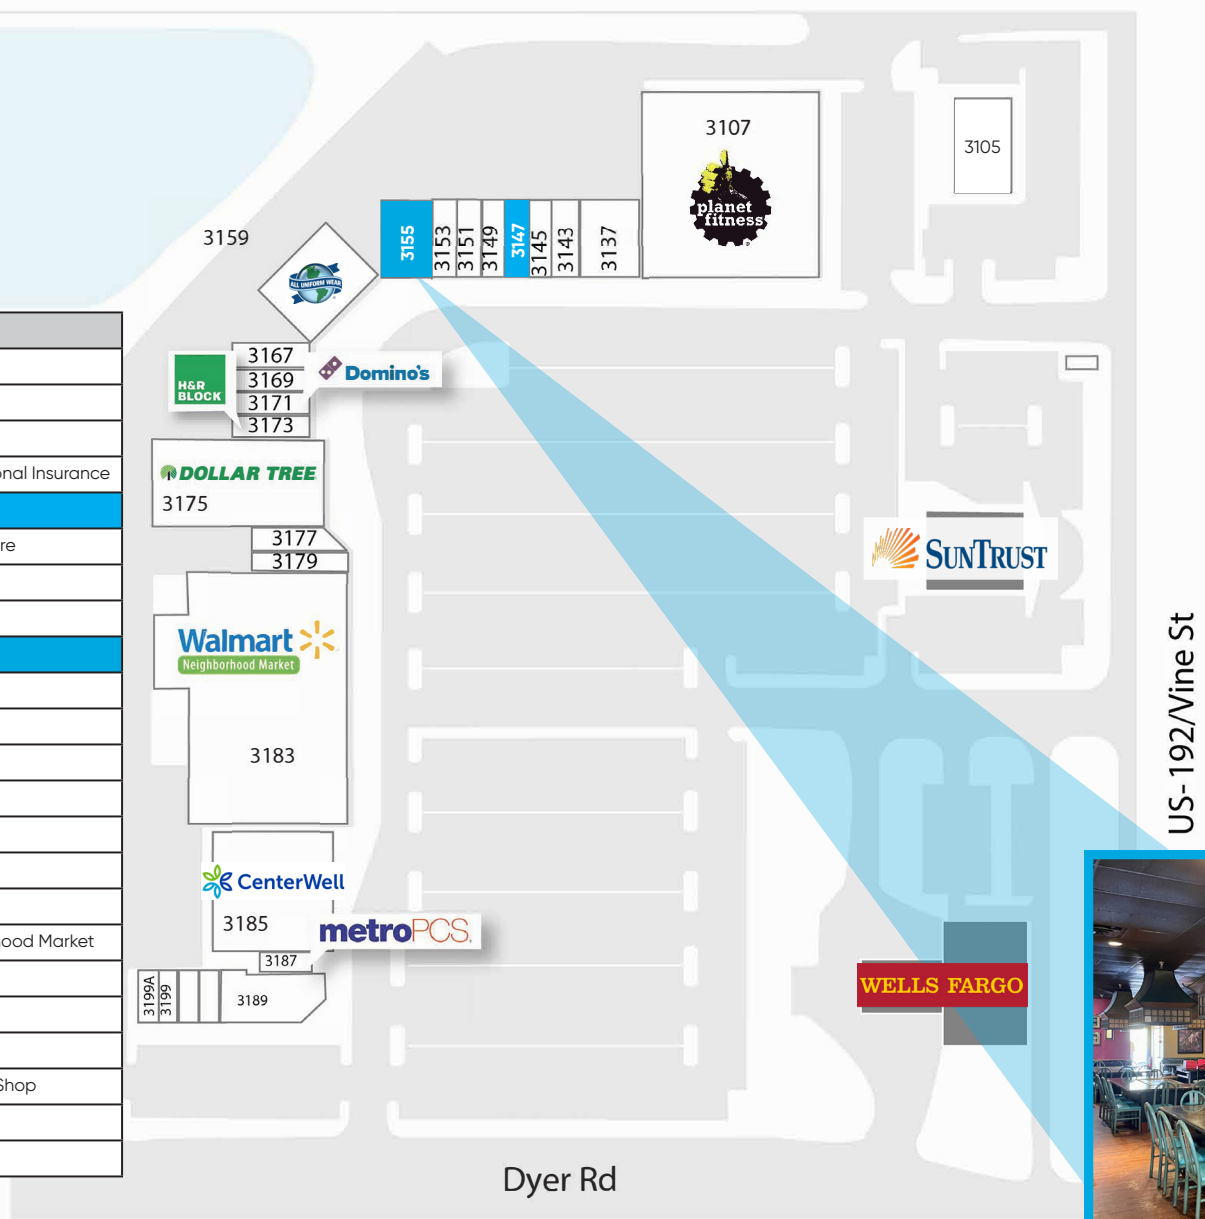 3107
planet
fitness
3105
3159
ALL UNIFORM WEAR
3155
3153
3151
3149
3147
3145
3143
3137
H&R
BLOCK
3167
3169
3171
3173
Domino's
onal Insurance
DOLLAR TREE
3175
re
3177
3179
SUNTRUST
Walmart
Neighborhood Market
3183
US- 192/Vine St
CenterWell
3185
metroPCS.
ood Market
3187
3199A
3199
3189
WELLS FARGO
Shop
Dyer Rd